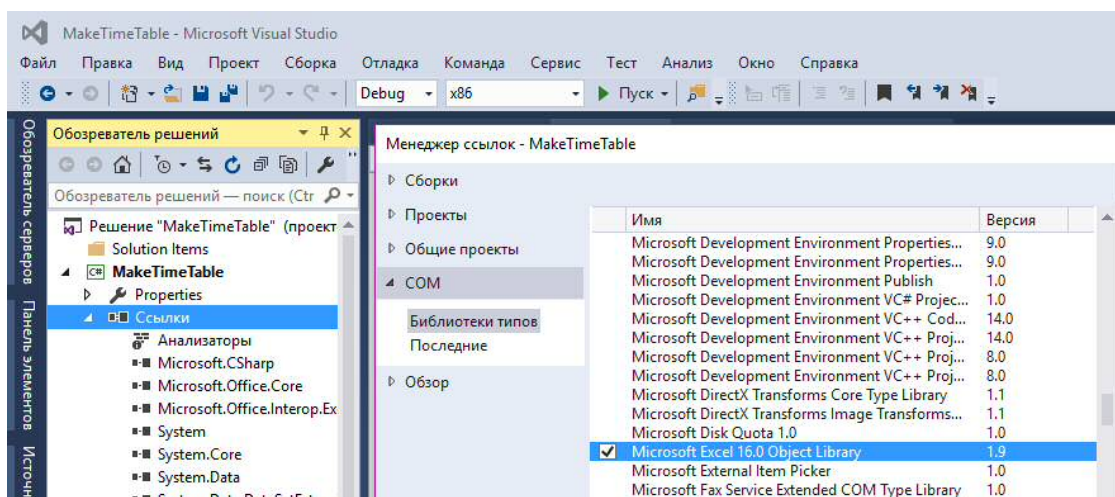 MakeTimeTable - Microsoft Visual Studio
Файл Правка Вид Проект Сборка Отладка Команда Сервис Тест Анализ Окно Справка
Debug x86 Пуск
Обозреватель серверов
Панель элементов
Обозреватель решений
Обозреватель решений — поиск (Ctr
Решение "MakeTimeTable" (проект
Solution Items
C# MakeTimeTable
Properties
Ссылки
Анализаторы
Microsoft.CSharp
Microsoft.Office.Core
Microsoft.Office.Interop.Ex
System
System.Core
System.Data
Менеджер ссылок - MakeTimeTable
Сборки
Проекты
Общие проекты
COM
Библиотеки типов
Последние
Обзор
Имя Версия
Microsoft Development Environment Properties... 9.0
Microsoft Development Environment Properties... 9.0
Microsoft Development Environment Publish 1.0
Microsoft Development Environment VC# Projec... 1.0
Microsoft Development Environment VC++ Cod... 14.0
Microsoft Development Environment VC++ Proj... 14.0
Microsoft Development Environment VC++ Proj... 8.0
Microsoft Development Environment VC++ Proj... 8.0
Microsoft DirectX Transforms Core Type Library 1.1
Microsoft DirectX Transforms Image Transforms... 1.1
Microsoft Disk Quota 1.0 1.0
Microsoft Excel 16.0 Object Library 1.9
Microsoft External Item Picker 1.0
Microsoft Fax Service Extended COM Type Library 1.0